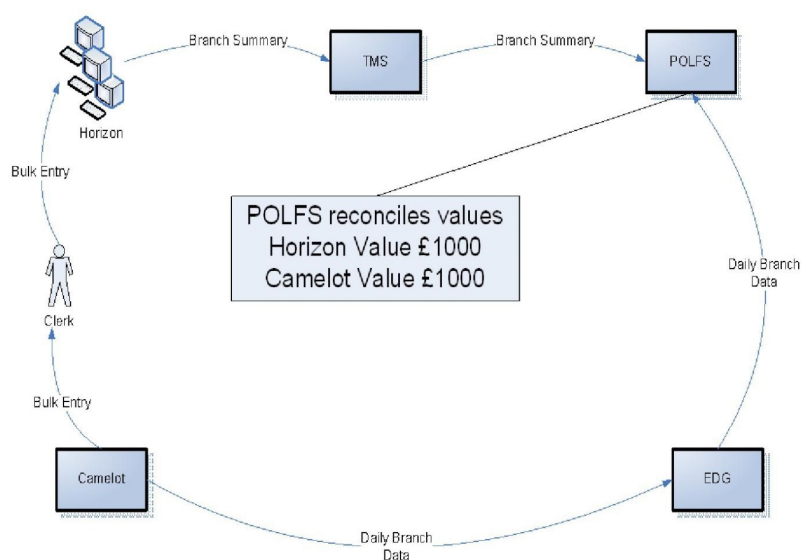 Branch Summary
TMS
Branch Summary
POLFS
Horizon
Bulk Entry
POLFS reconciles values
Horizon Value £1000
Camelot Value £1000
Daily Branch
Data
Clerk
Bulk Entry
Camelot
EDG
Daily Branch
Data